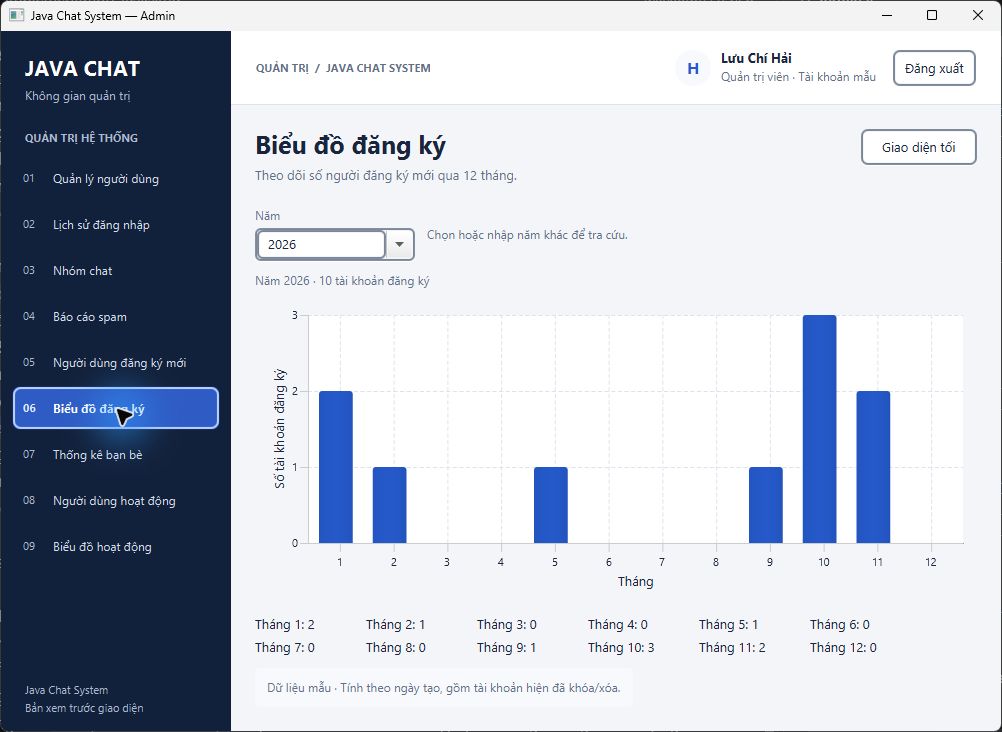 Java Chat System — Admin
JAVA CHAT
Không gian quản trị
QUẢN TRỊ HỆ THỐNG
01 Quản lý người dùng
02 Lịch sử đăng nhập
03 Nhóm chat
04 Báo cáo spam
05 Người dùng đăng ký mới
06 Biểu đồ đăng ký
07 Thống kê bạn bè
08 Người dùng hoạt động
09 Biểu đồ hoạt động
Java Chat System
Bản xem trước giao diện
QUẢN TRỊ / JAVA CHAT SYSTEM
H
Lưu Chí Hải
Quản trị viên · Tài khoản mẫu
Đăng xuất
Biểu đồ đăng ký
Theo dõi số người đăng ký mới qua 12 tháng.
Giao diện tối
Năm
2026
Chọn hoặc nhập năm khác để tra cứu.
Năm 2026 · 10 tài khoản đăng ký
Số tài khoản đăng ký
3
2
1
0
1 2 3 4 5 6 7 8 9 10 11 12
Tháng
Tháng 1: 2 Tháng 2: 1 Tháng 3: 0 Tháng 4: 0 Tháng 5: 1 Tháng 6: 0
Tháng 7: 0 Tháng 8: 0 Tháng 9: 1 Tháng 10: 3 Tháng 11: 2 Tháng 12: 0
Dữ liệu mẫu · Tính theo ngày tạo, gồm tài khoản hiện đã khóa/xóa.